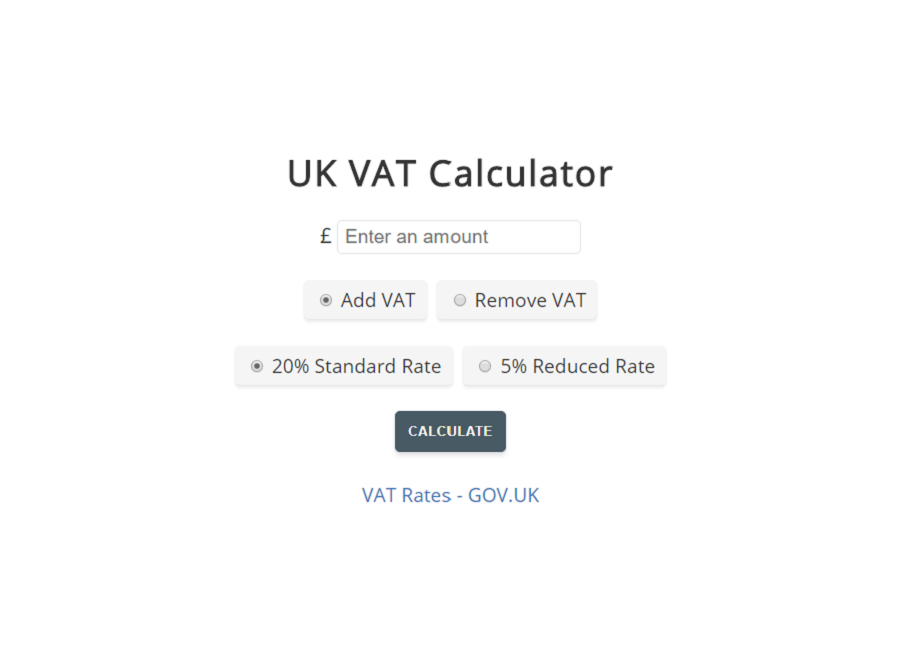 UK VAT Calculator
£ Enter an amount
Add VAT Remove VAT
20% Standard Rate 5% Reduced Rate
CALCULATE
VAT Rates - GOV.UK